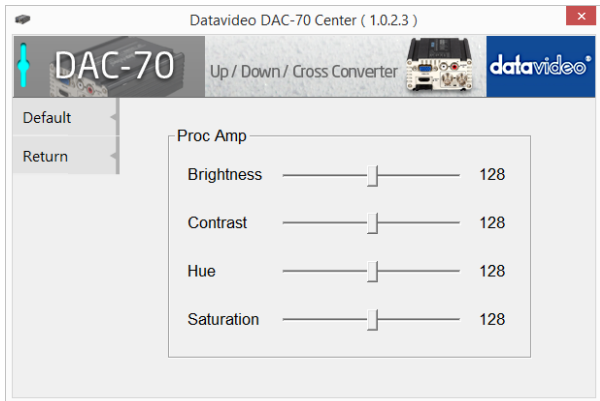 Datavideo DAC-70 Center ( 1.0.2.3 )
DAC-70 Up / Down / Cross Converter datavideo®
Default
Return
Proc Amp
Brightness 128
Contrast 128
Hue 128
Saturation 128